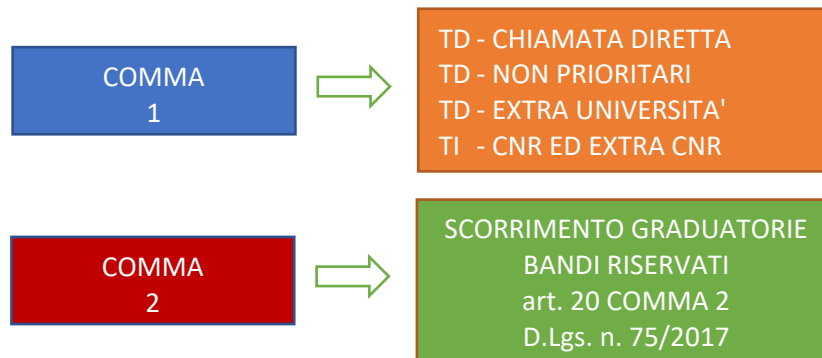 COMMA
1
TD - CHIAMATA DIRETTA
TD - NON PRIORITARI
TD - EXTRA UNIVERSITA'
TI - CNR ED EXTRA CNR
COMMA
2
SCORRIMENTO GRADUATORIE
BANDI RISERVATI
art. 20 COMMA 2
D.Lgs. n. 75/2017